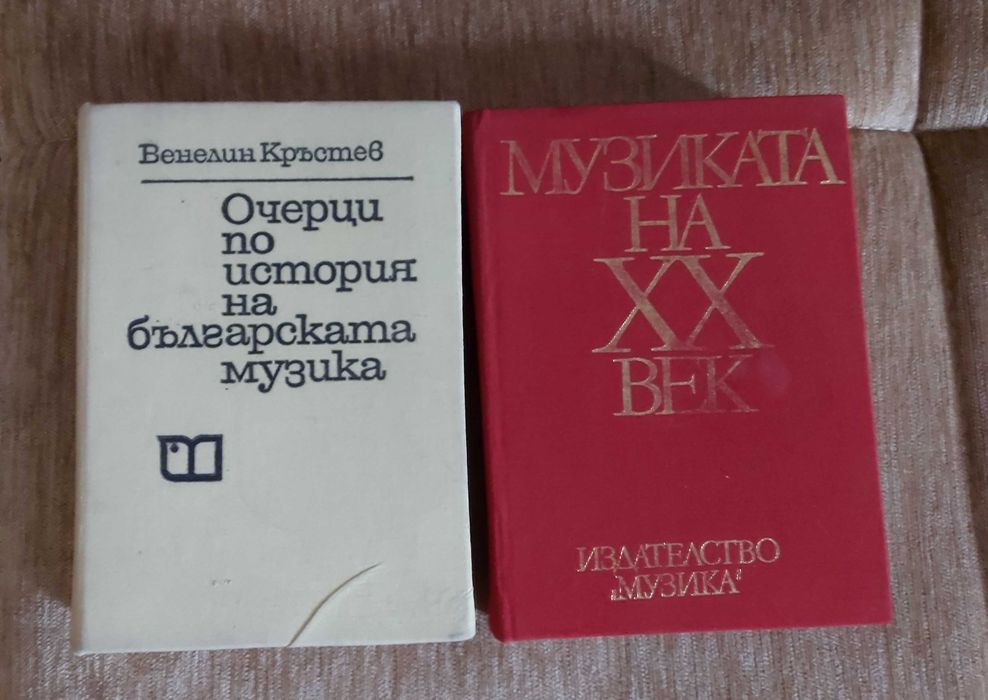 Венелин Кръстев
Очерци
по
история
на
българската
музика
МУЗИКАТА
НА
XX
ВЕК
ИЗДАТЕЛСТВО
„МУЗИКА“